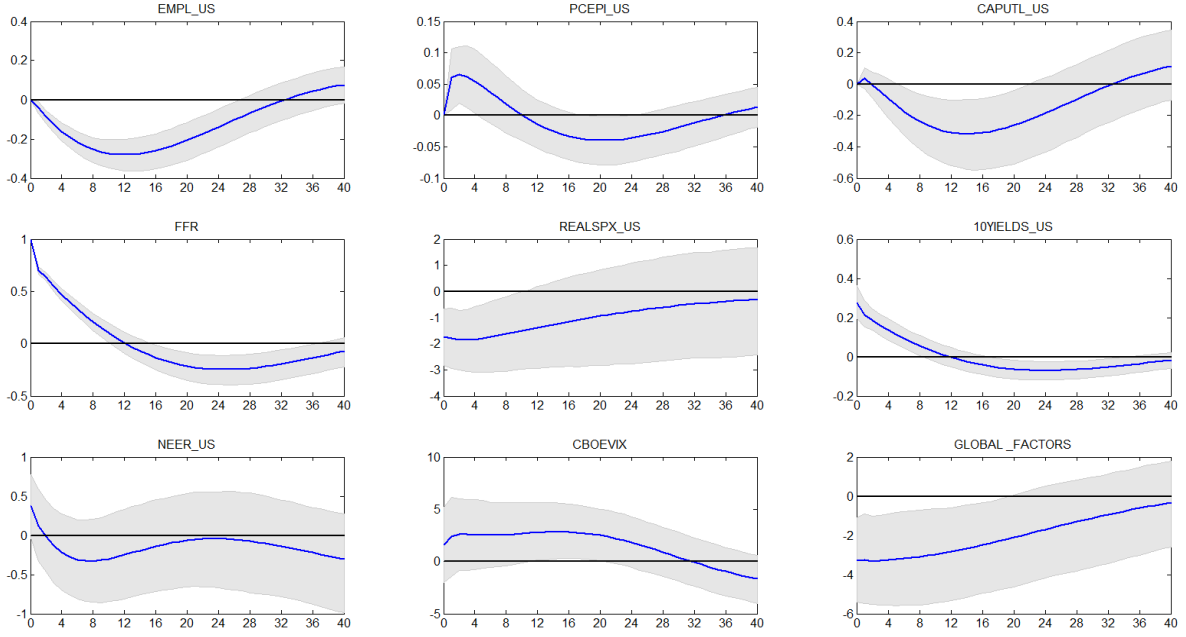 EMPL_US PCEPI_US CAPUTL_US
0.4 0.15 0.4
0.2 0.1 0.2
0 0.05 0
-0.2 0 -0.2
-0.4 -0.05 -0.4
-0.1 -0.6
0 4 8 12 16 20 24 28 32 36 40 0 4 8 12 16 20 24 28 32 36 40 0 4 8 12 16 20 24 28 32 36 40
FFR REALSPX_US 10YIELDS_US
1 2 0.6
0.5 1 0.4
0 0 0.2
-0.5 -1 0
-2 -0.2
-3
-4
0 4 8 12 16 20 24 28 32 36 40 0 4 8 12 16 20 24 28 32 36 40 0 4 8 12 16 20 24 28 32 36 40
NEER_US CBOEVIX GLOBAL _FACTORS
1 10 2
0.5 5 0
0 0 -2
-0.5 -5 -4
-1 -6
0 4 8 12 16 20 24 28 32 36 40 0 4 8 12 16 20 24 28 32 36 40 0 4 8 12 16 20 24 28 32 36 40